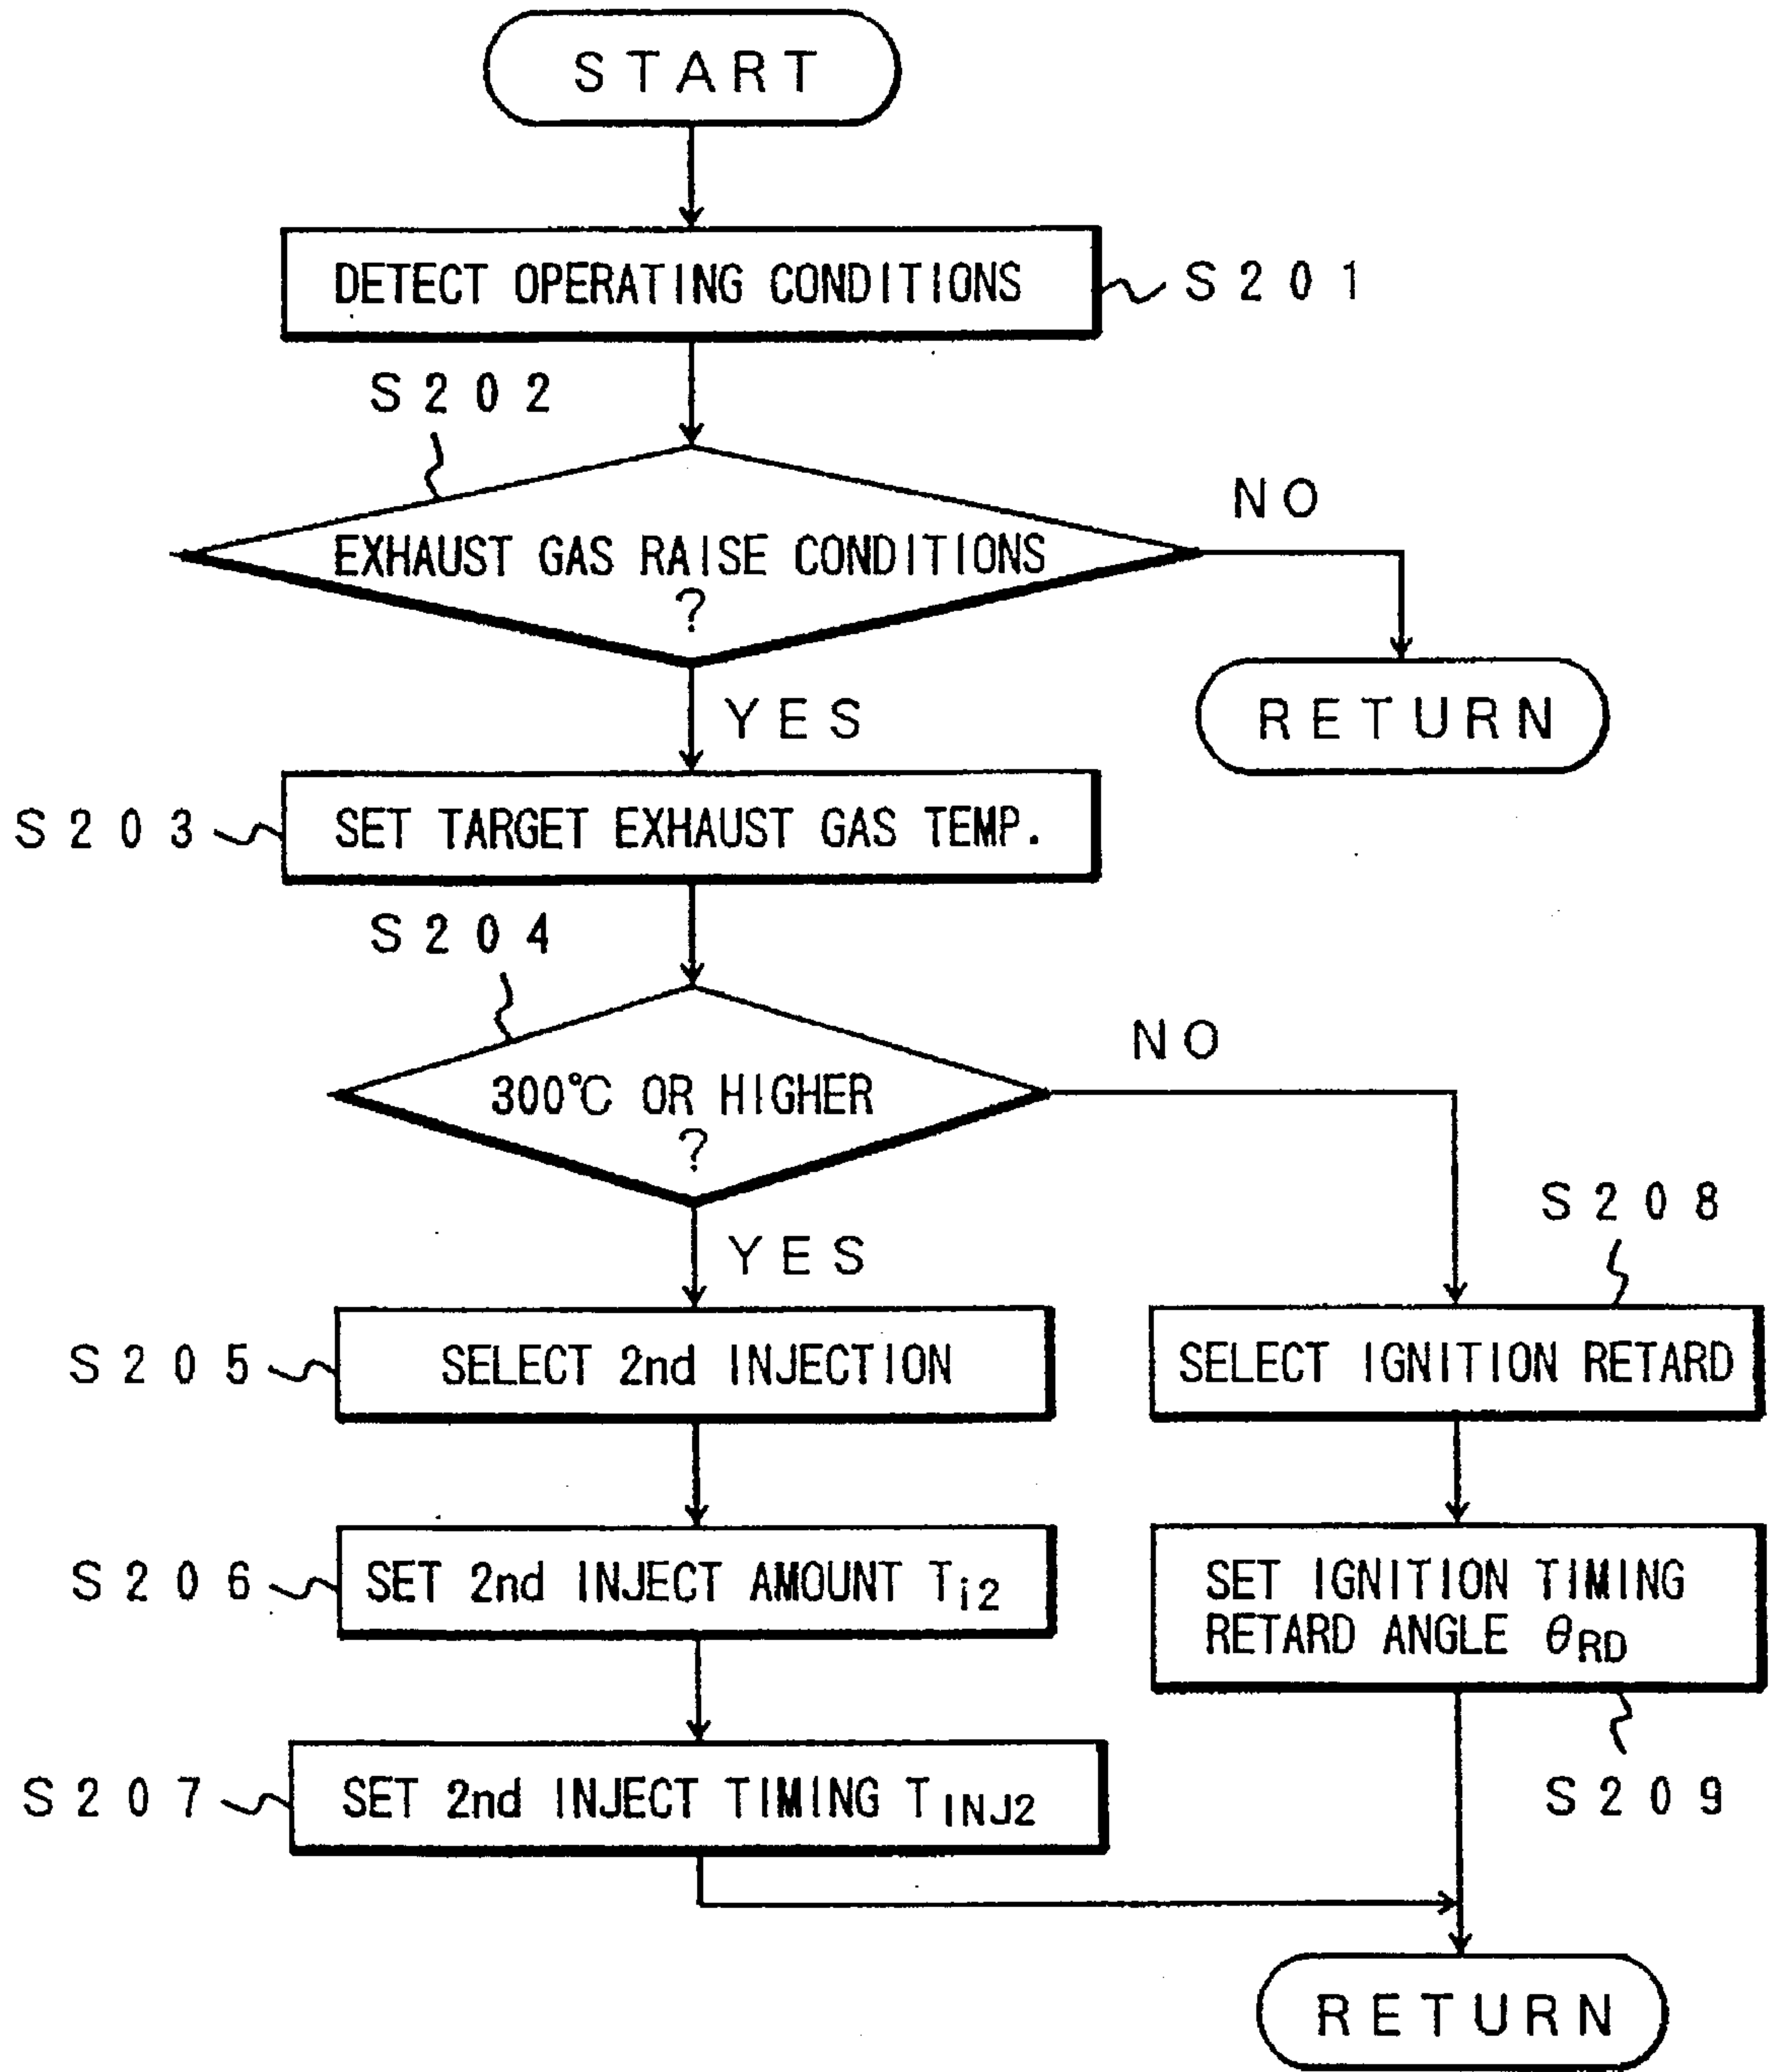 START
DETECT OPERATING CONDITIONS
S201
S202
EXHAUST GAS RAISE CONDITIONS
?
NO
RETURN
YES
S203
SET TARGET EXHAUST GAS TEMP.
S204
300℃ OR HIGHER
?
NO
YES
S205
SELECT 2nd INJECTION
S208
SELECT IGNITION RETARD
S206
SET 2nd INJECT AMOUNT Ti2
SET IGNITION TIMING
RETARD ANGLE θRD
S207
SET 2nd INJECT TIMING TINJ2
S209
RETURN